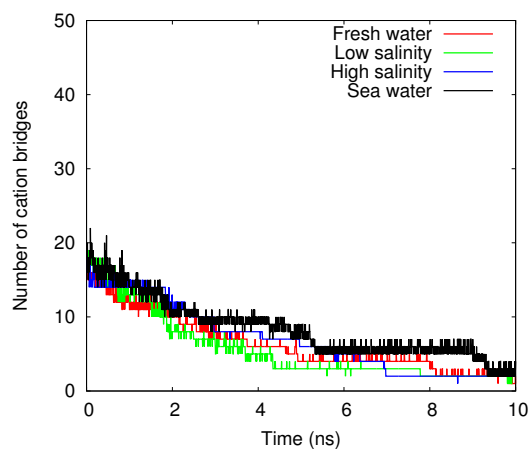 Fresh water
Low salinity
High salinity
Sea water
Number of cation bridges
50
40
30
20
10
0
0 2 4 6 8 10
Time (ns)